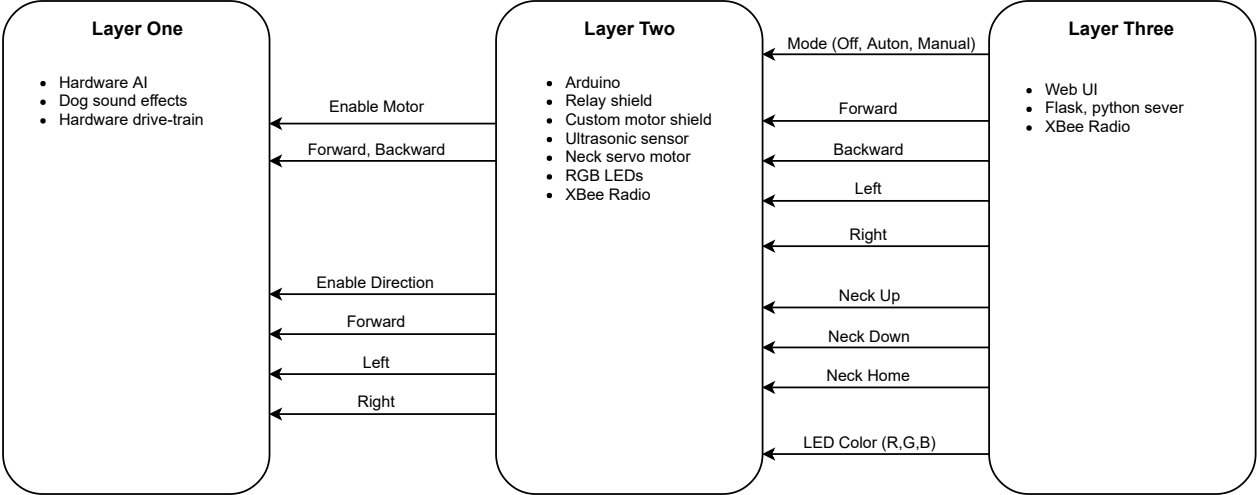 Layer One
Hardware AI
Dog sound effects
Hardware drive-train
Enable Motor
Forward, Backward
Enable Direction
Forward
Left
Right
Layer Two
Arduino
Relay shield
Custom motor shield
Ultrasonic sensor
Neck servo motor
RGB LEDs
XBee Radio
Mode (Off, Auton, Manual)
Forward
Backward
Left
Right
Neck Up
Neck Down
Neck Home
LED Color (R,G,B)
Layer Three
Web UI
Flask, python sever
XBee Radio